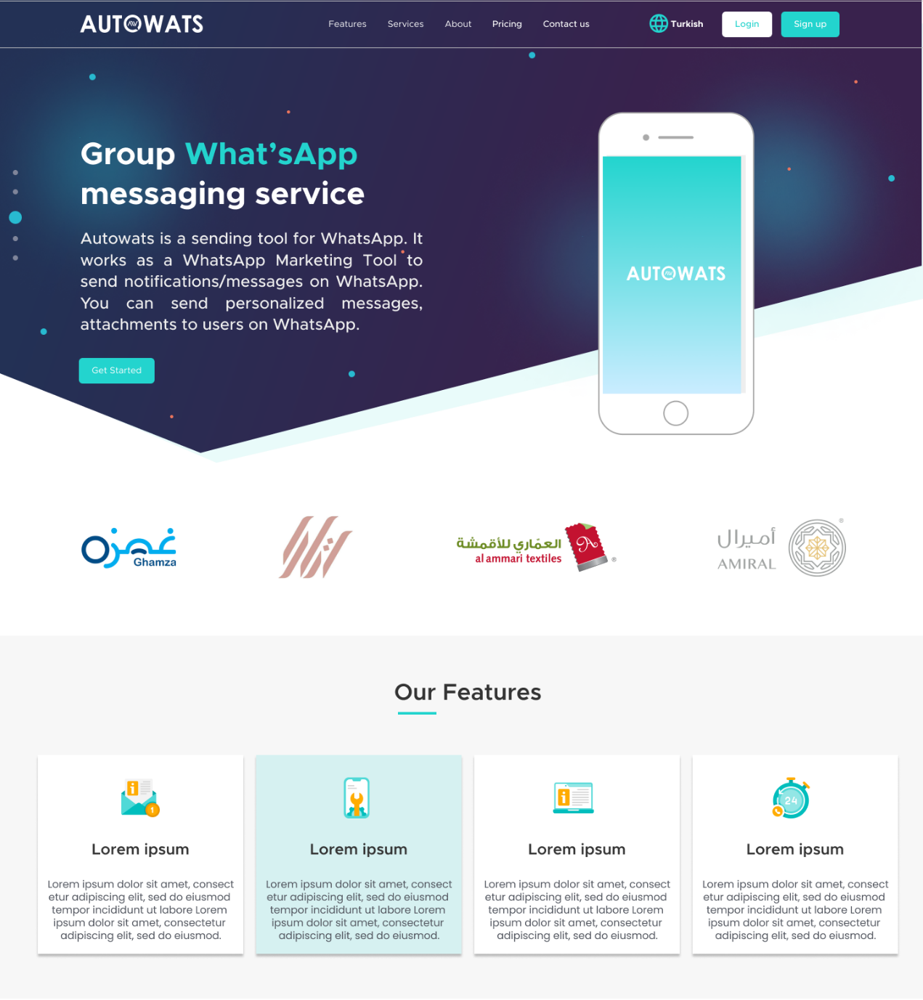 AUTOWATS
Features Services About Pricing Contact us Turkish Login Sign up
Group What’sApp
messaging service
Autowats is a sending tool for WhatsApp. It
works as a WhatsApp Marketing Tool to
send notifications/messages on WhatsApp.
You can send personalized messages,
attachments to users on WhatsApp.
Get Started
AUTOWATS
غمزة
Ghamza
العمّاري للأقمشة
al ammari textiles
A
®
أميرال
AMIRAL
®
Our Features
1
24
Lorem ipsum
Lorem ipsum dolor sit amet, consect
etur adipiscing elit, sed do eiusmod
tempor incididunt ut labore Lorem
ipsum dolor sit amet, consectetur
adipiscing elit, sed do eiusmod.
Lorem ipsum
Lorem ipsum dolor sit amet, consect
etur adipiscing elit, sed do eiusmod
tempor incididunt ut labore Lorem
ipsum dolor sit amet, consectetur
adipiscing elit, sed do eiusmod.
Lorem ipsum
Lorem ipsum dolor sit amet, consect
etur adipiscing elit, sed do eiusmod
tempor incididunt ut labore Lorem
ipsum dolor sit amet, consectetur
adipiscing elit, sed do eiusmod.
Lorem ipsum
Lorem ipsum dolor sit amet, consect
etur adipiscing elit, sed do eiusmod
tempor incididunt ut labore Lorem
ipsum dolor sit amet, consectetur
adipiscing elit, sed do eiusmod.